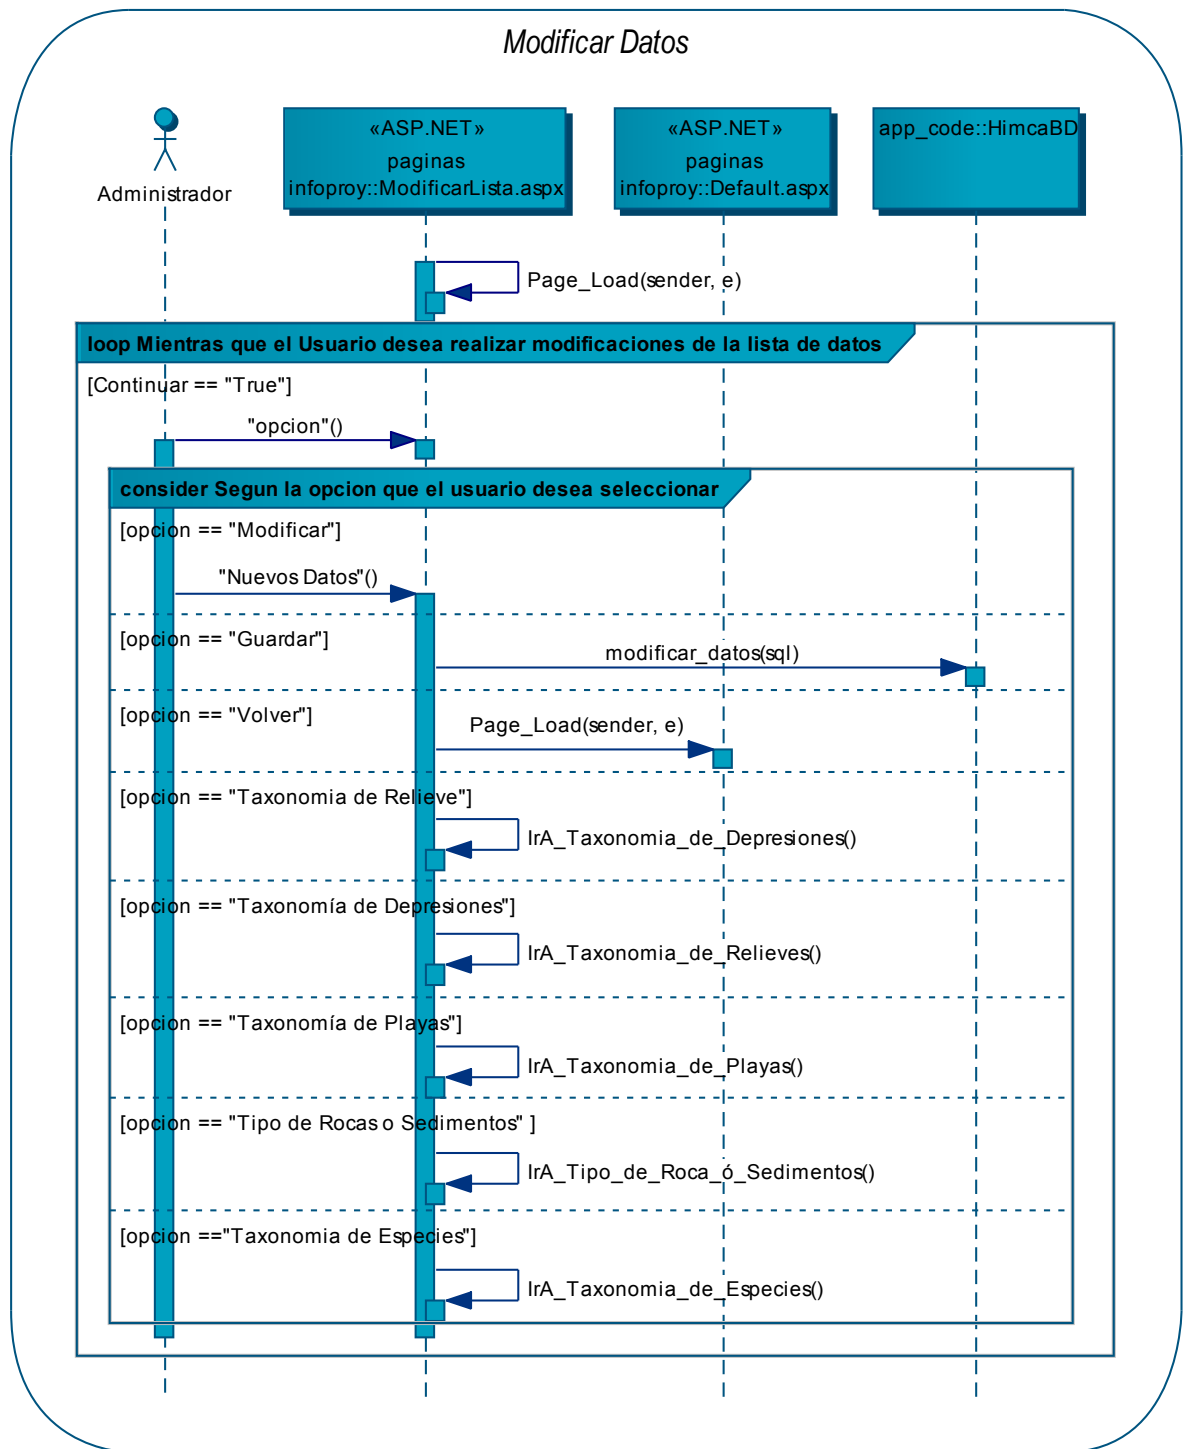 Modificar Datos
Administrador
«ASP.NET»
paginas
infoproy::ModificarLista.aspx
«ASP.NET»
paginas
infoproy::Default.aspx
app_code::HimcaBD
Page_Load(sender, e)
loop Mientras que el Usuario desea realizar modificaciones de la lista de datos
[Continuar == "True"]
"opcion"()
consider Segun la opcion que el usuario desea seleccionar
[opcion == "Modificar"]
"Nuevos Datos"()
[opcion == "Guardar"]
modificar_datos(sql)
[opcion == "Volver"]
Page_Load(sender, e)
[opcion =="Taxonomia de Relieve"]
IrA_Taxonomia_de_Depresiones()
[opcion == "Taxonomía de Depresiones"]
IrA_Taxonomia_de_Relieves()
[opcion == "Taxonomía de Playas"]
IrA_Taxonomia_de_Playas()
[opcion == "Tipo de Rocas o Sedimentos" ]
IrA_Tipo_de_Roca_ó_Sedimentos()
[opcion =="Taxonomia de Especies"]
IrA_Taxonomia_de_Especies()